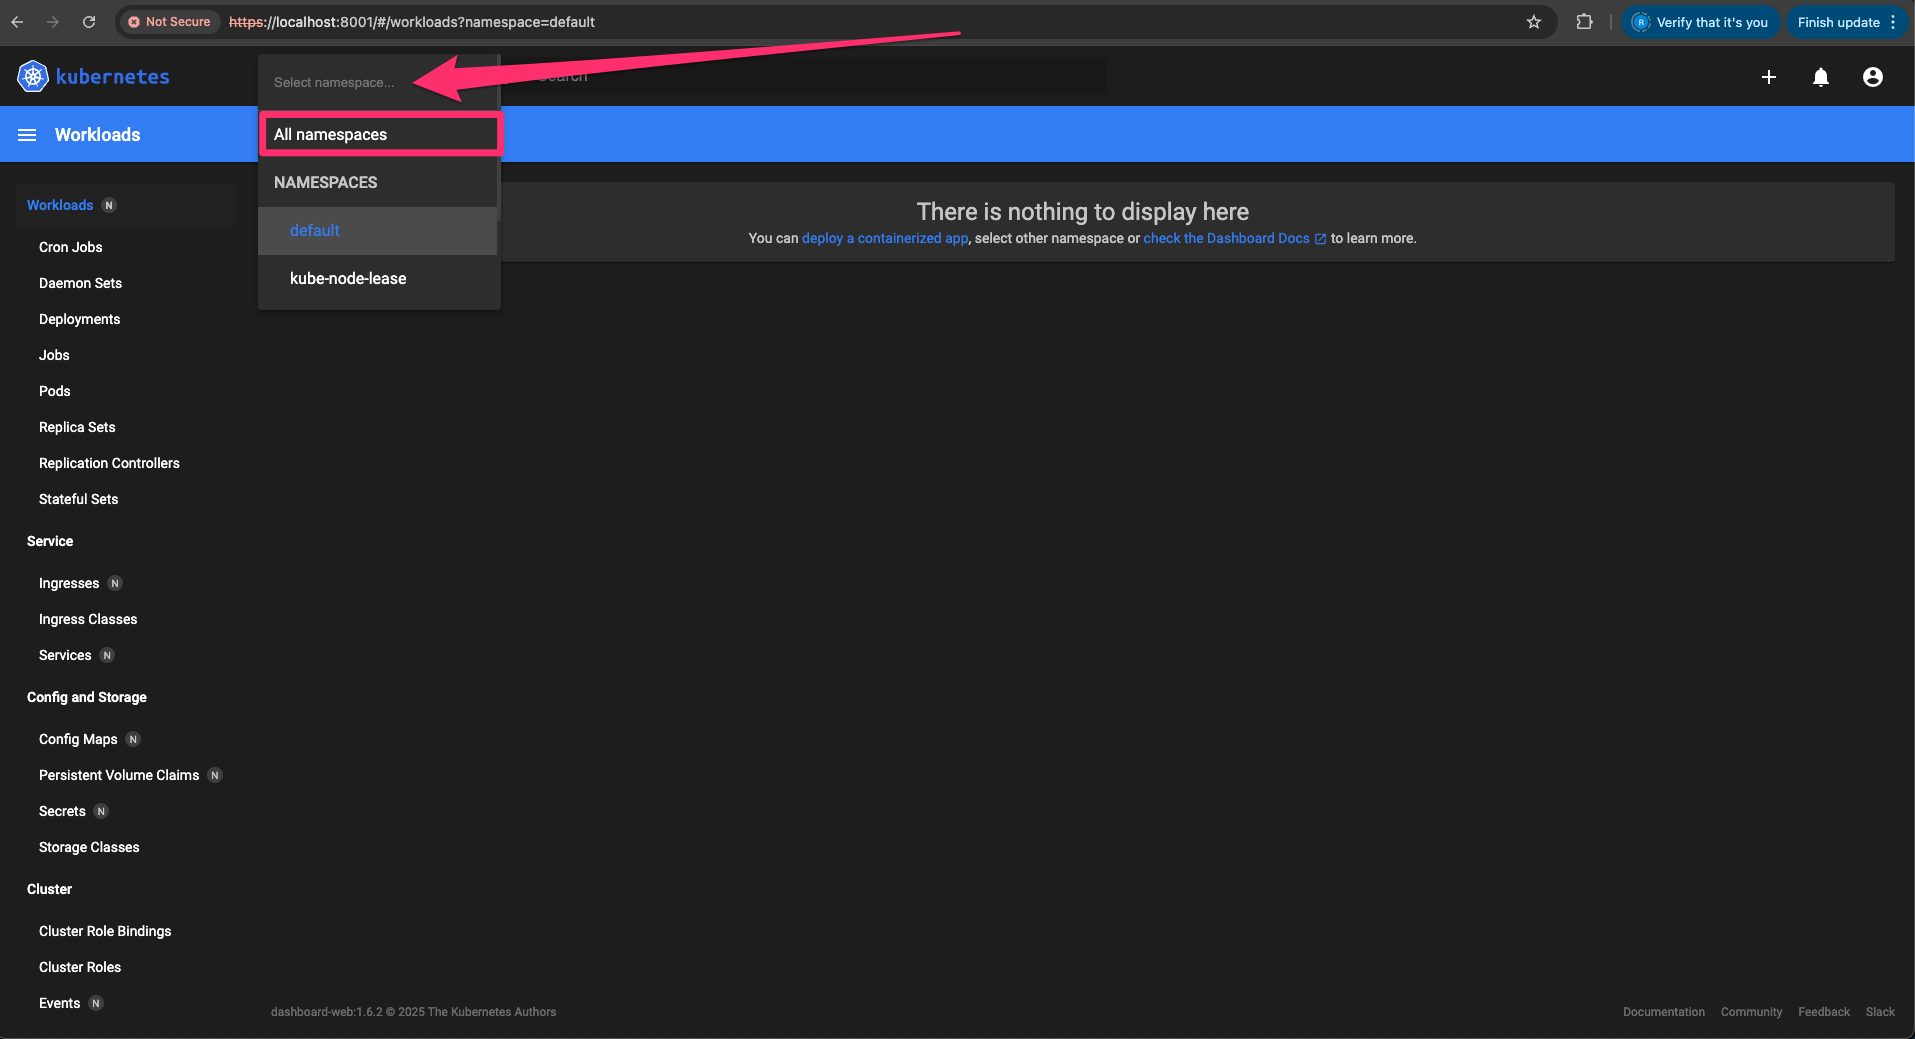 Not Secure https://localhost:8001/#/workloads?namespace=default Verify that it's you Finish update
kubernetes Select namespace... Search
Workloads All namespaces
NAMESPACES
default
kube-node-lease
There is nothing to display here
You can deploy a containerized app, select other namespace or check the Dashboard Docs to learn more.
Workloads N
Cron Jobs
Daemon Sets
Deployments
Jobs
Pods
Replica Sets
Replication Controllers
Stateful Sets
Service
Ingresses N
Ingress Classes
Services N
Config and Storage
Config Maps N
Persistent Volume Claims N
Secrets N
Storage Classes
Cluster
Cluster Role Bindings
Cluster Roles
Events N
dashboard-web:1.6.2 © 2025 The Kubernetes Authors Documentation Community Feedback Slack